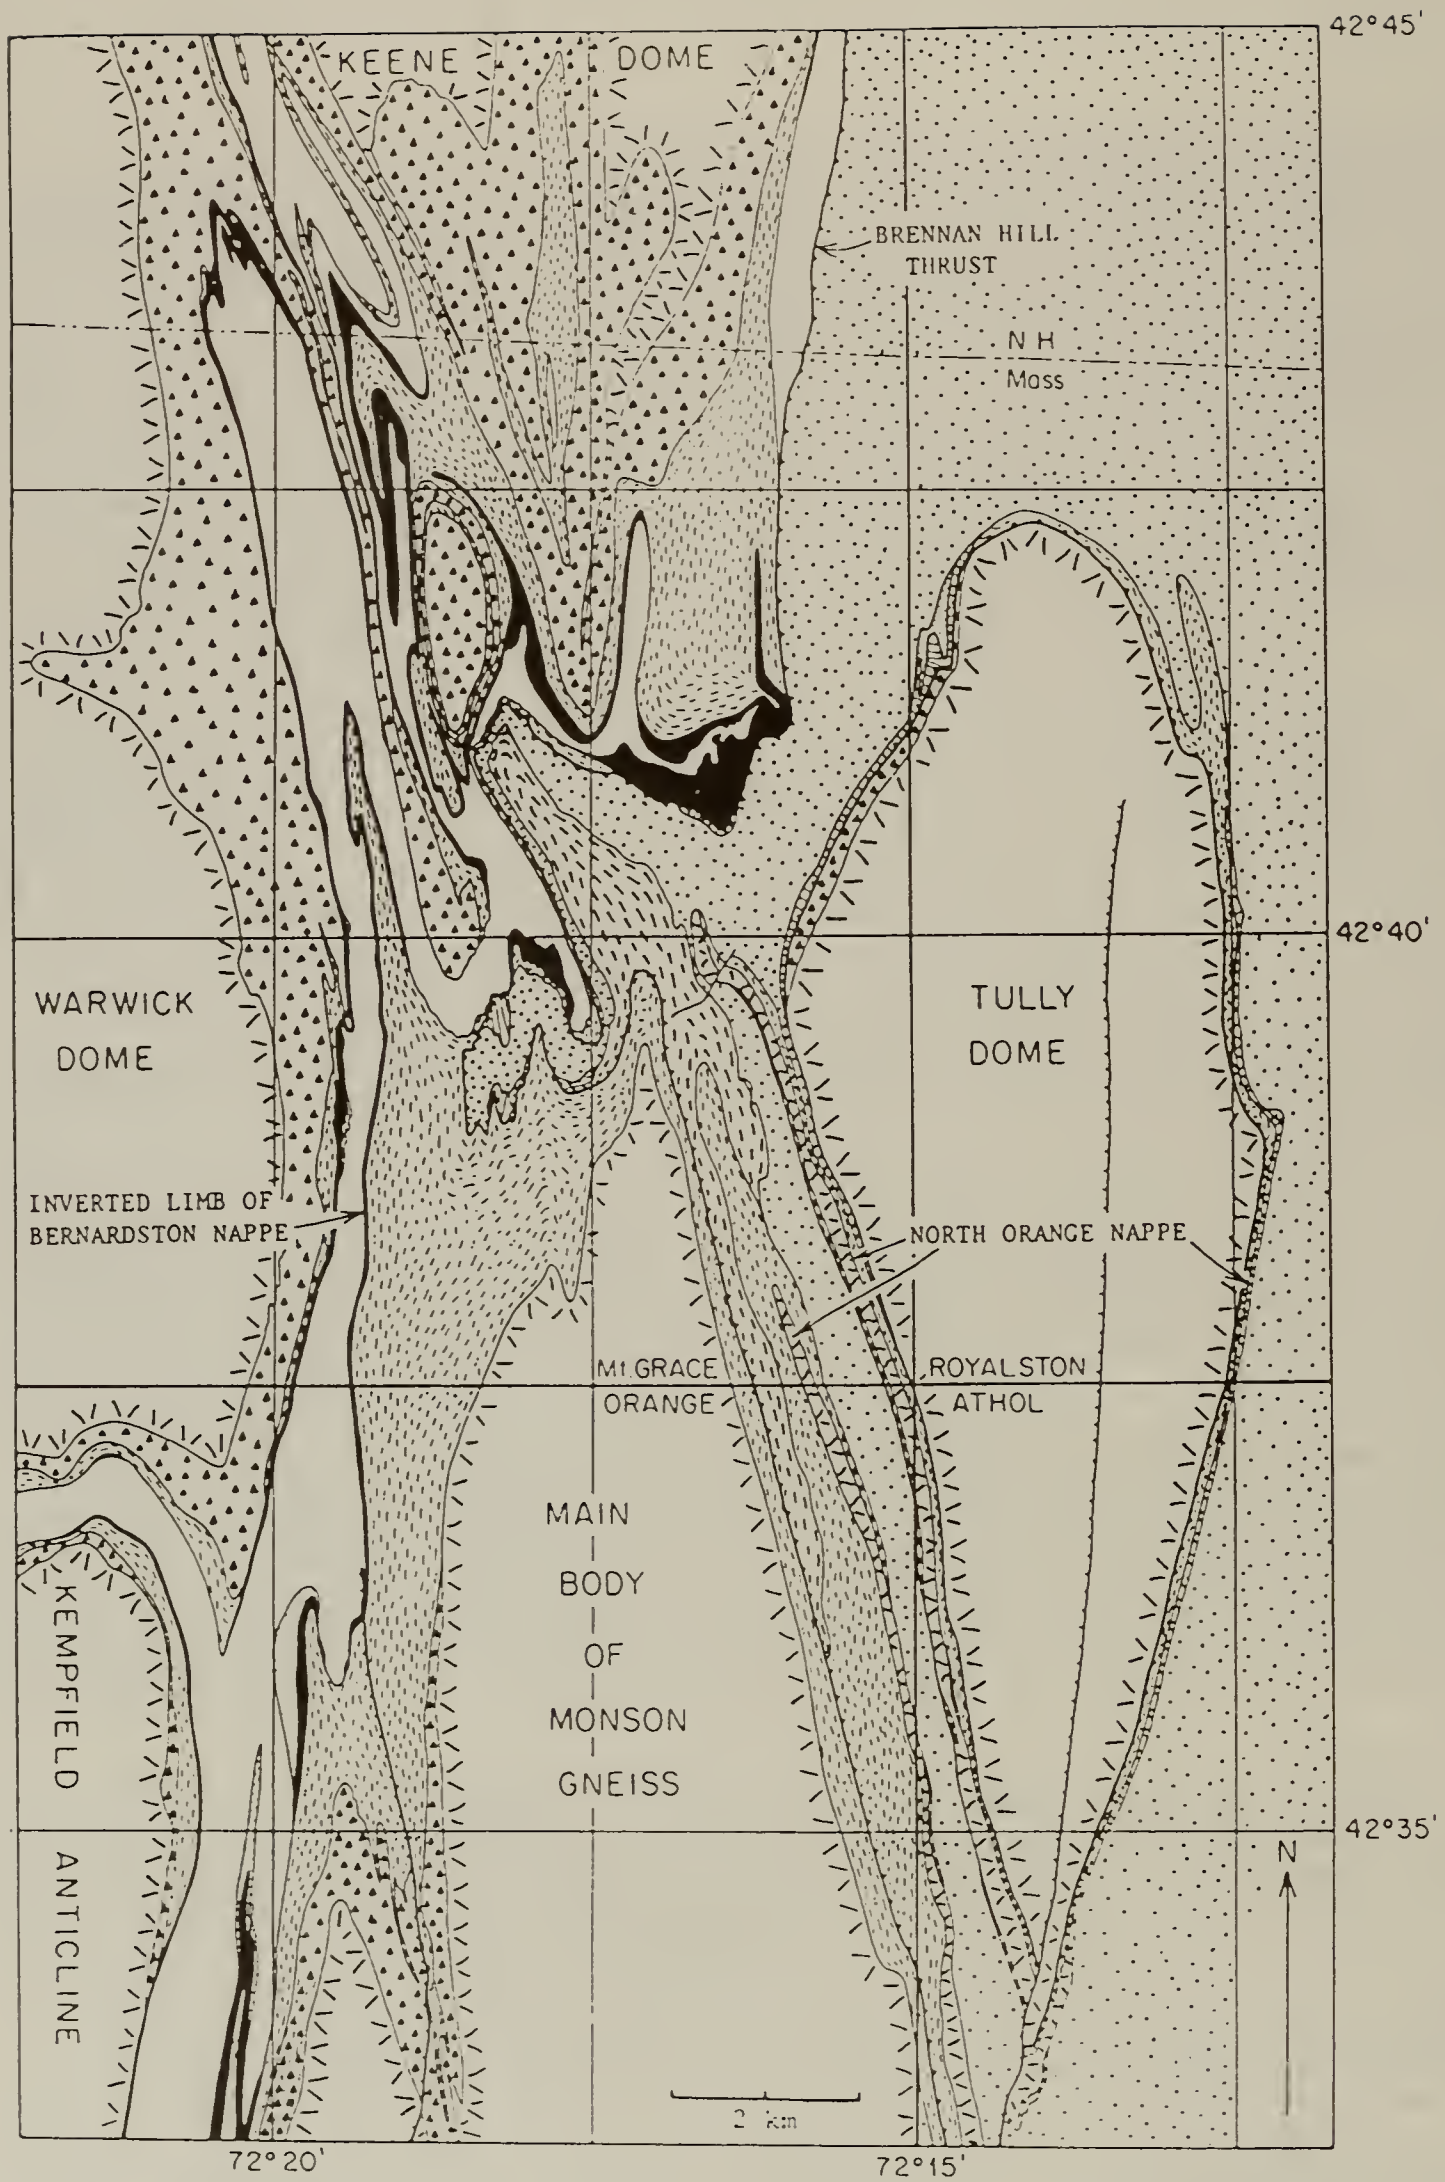 42°45'
KEENE DOME
BRENNAN HILL
THRUST
N H
Mass
42°40'
WARWICK
DOME
TULLY
DOME
INVERTED LIMB OF
BERNARDSTON NAPPE
NORTH ORANGE NAPPE
Mt. GRACE
ORANGE
ROYALSTON
ATHOL
MAIN
BODY
OF
MONSON
GNEISS
KEMPFIELD ANTICLINE
42°35'
N
2 km
72°20'
72°15'